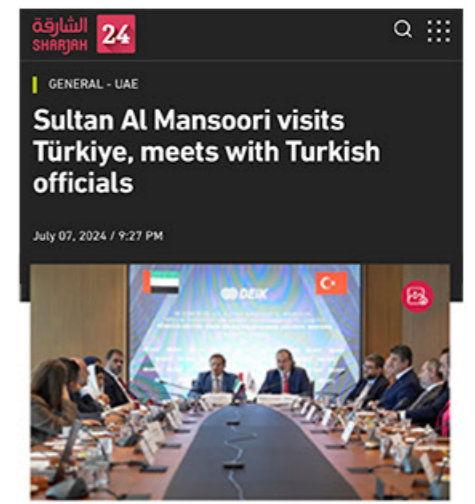 الشارقة
SHARJAH 24
GENERAL - UAE
Sultan Al Mansoori visits
Türkiye, meets with Turkish
officials
July 07, 2024 / 9:27 PM
DEİK